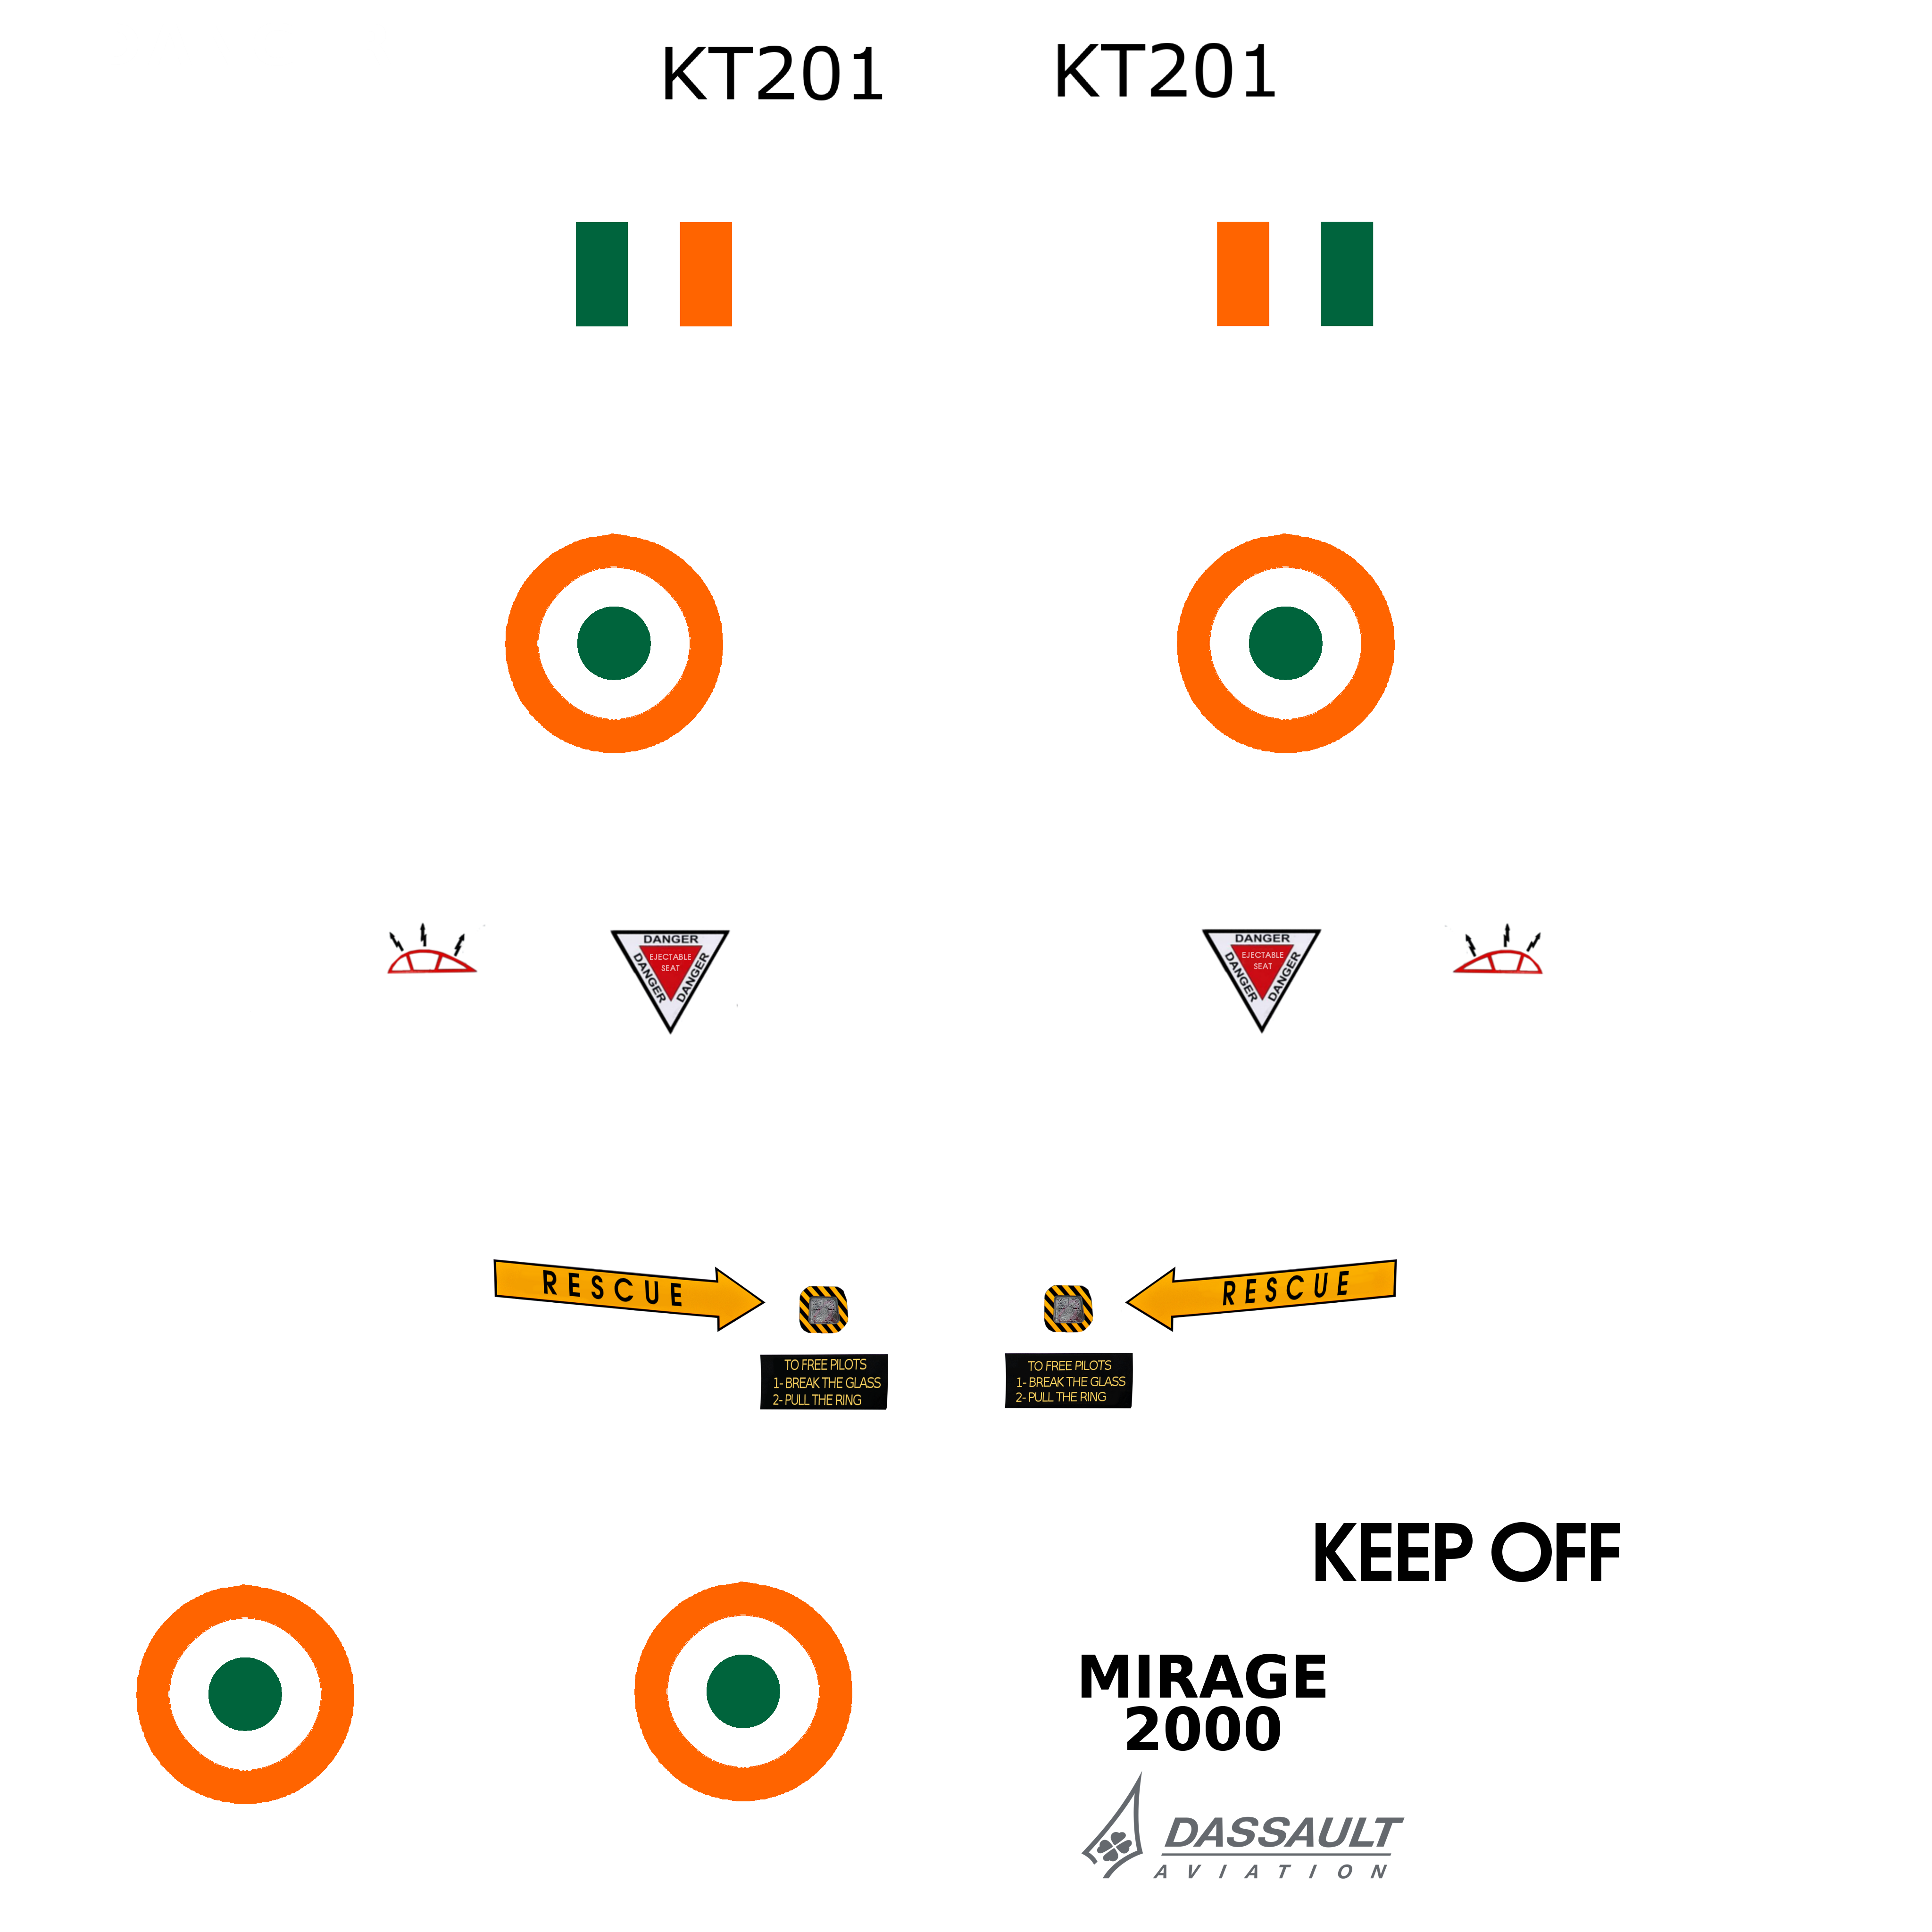 KT201
KT201
DANGER
EJECTABLE
SEAT
DANGER
DANGER
DANGER
EJECTABLE
SEAT
DANGER
DANGER
RESCUE
RESCUE
TO FREE PILOTS
1- BREAK THE GLASS
2- PULL THE RING
TO FREE PILOTS
1- BREAK THE GLASS
2- PULL THE RING
KEEP OFF
MIRAGE
2000
DASSAULT
AVIATION